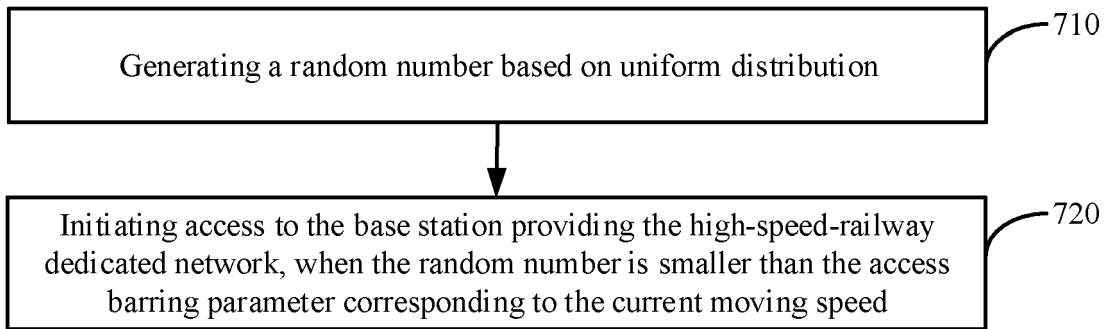 Generating a random number based on uniform distribution
710
Initiating access to the base station providing the high-speed-railway
dedicated network, when the random number is smaller than the access
barring parameter corresponding to the current moving speed
720